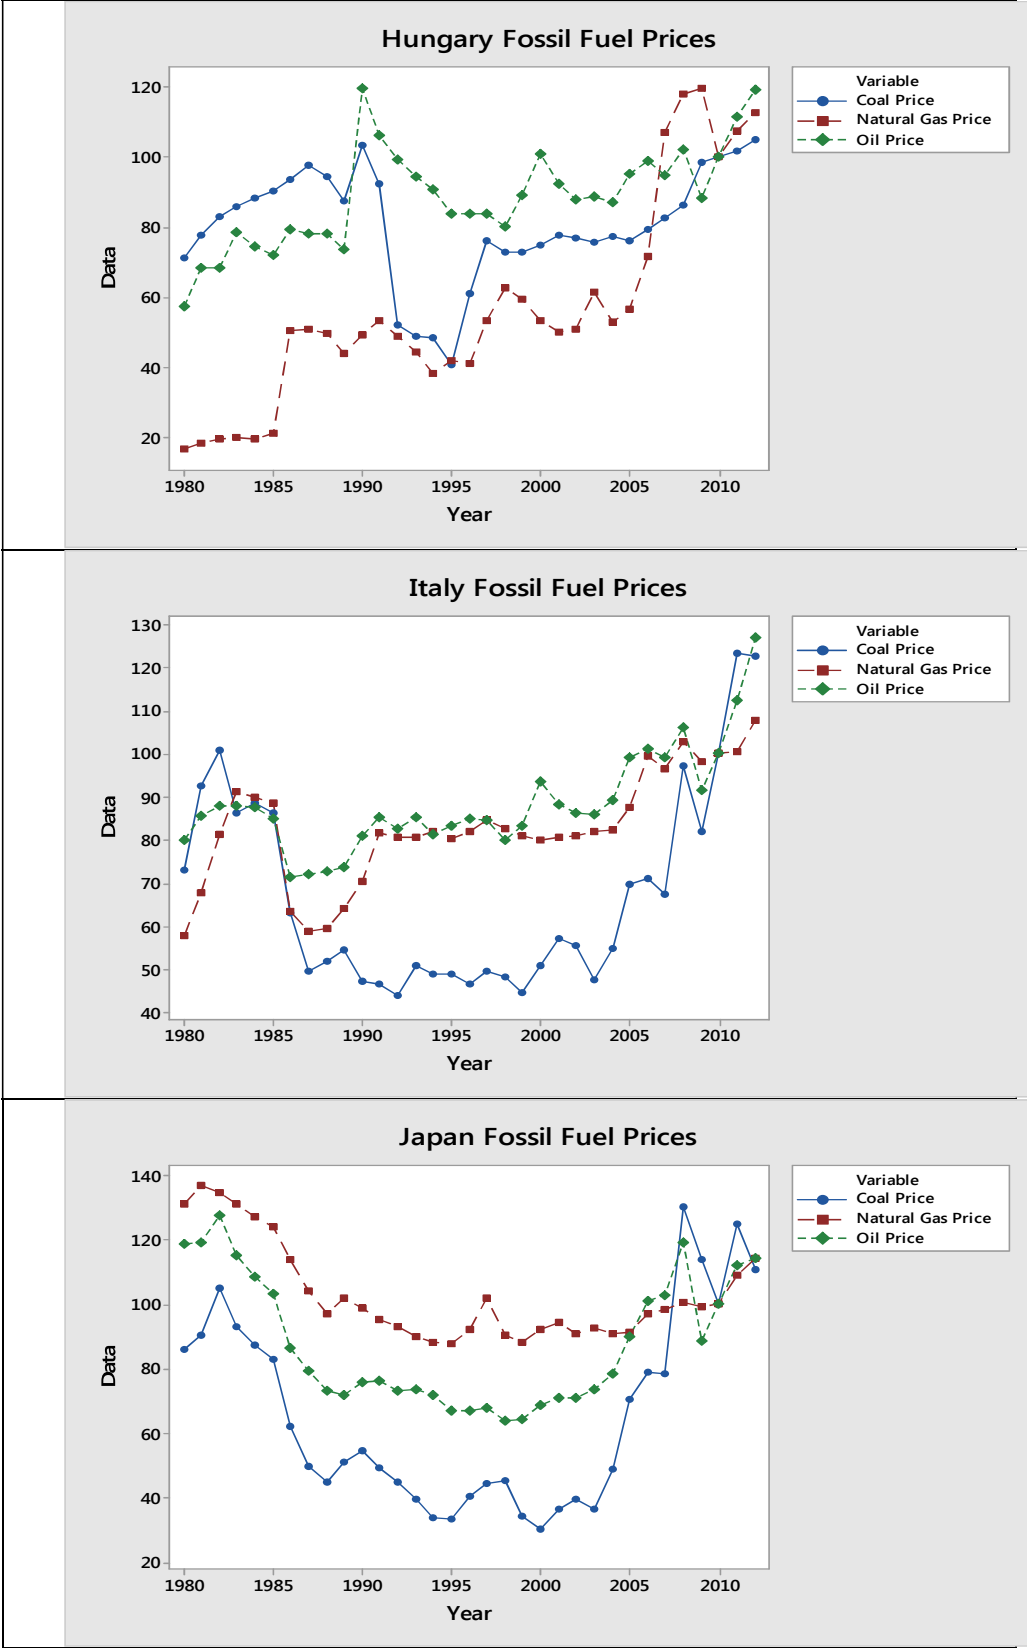 Hungary Fossil Fuel Prices
120
100
80
60
40
20
Data
1980 1985 1990 1995 2000 2005 2010
Year
Variable
Coal Price
Natural Gas Price
Oil Price
Italy Fossil Fuel Prices
130
120
110
100
90
80
70
60
50
40
Data
1980 1985 1990 1995 2000 2005 2010
Year
Variable
Coal Price
Natural Gas Price
Oil Price
Japan Fossil Fuel Prices
140
120
100
80
60
40
20
Data
1980 1985 1990 1995 2000 2005 2010
Year
Variable
Coal Price
Natural Gas Price
Oil Price